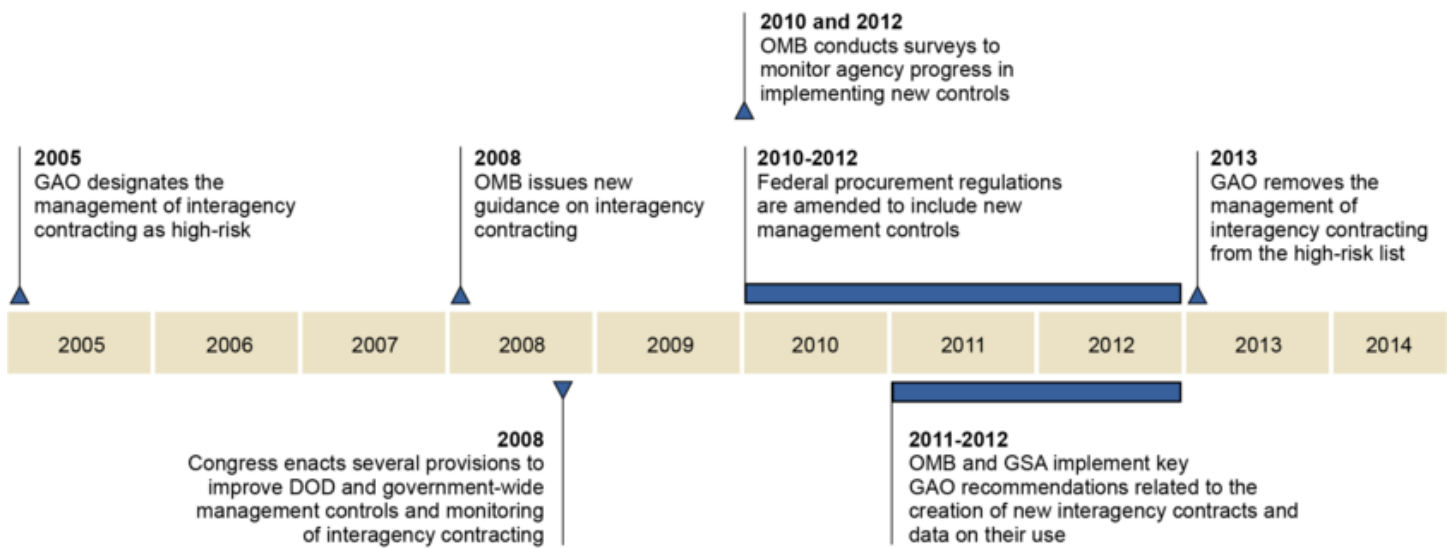 2010 and 2012
OMB conducts surveys to
monitor agency progress in
implementing new controls
2005
GAO designates the
management of interagency
contracting as high-risk
2008
OMB issues new
guidance on interagency
contracting
2010-2012
Federal procurement regulations
are amended to include new
management controls
2013
GAO removes the
management of
interagency contracting
from the high-risk list
2005
2006
2007
2008
2009
2010
2011
2012
2013
2014
2008
Congress enacts several provisions to
improve DOD and government-wide
management controls and monitoring
of interagency contracting
2011-2012
OMB and GSA implement key
GAO recommendations related to the
creation of new interagency contracts and
data on their use